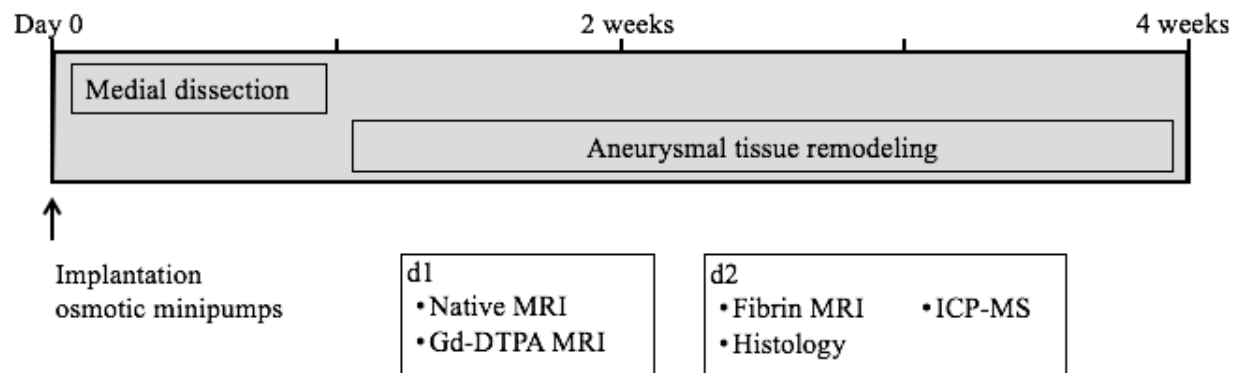 Day 0 2 weeks 4 weeks
Medial dissection
Aneurysmal tissue remodeling
Implantation
osmotic minipumps
d1
• Native MRI
• Gd-DTPA MRI
d2
• Fibrin MRI • ICP-MS
• Histology